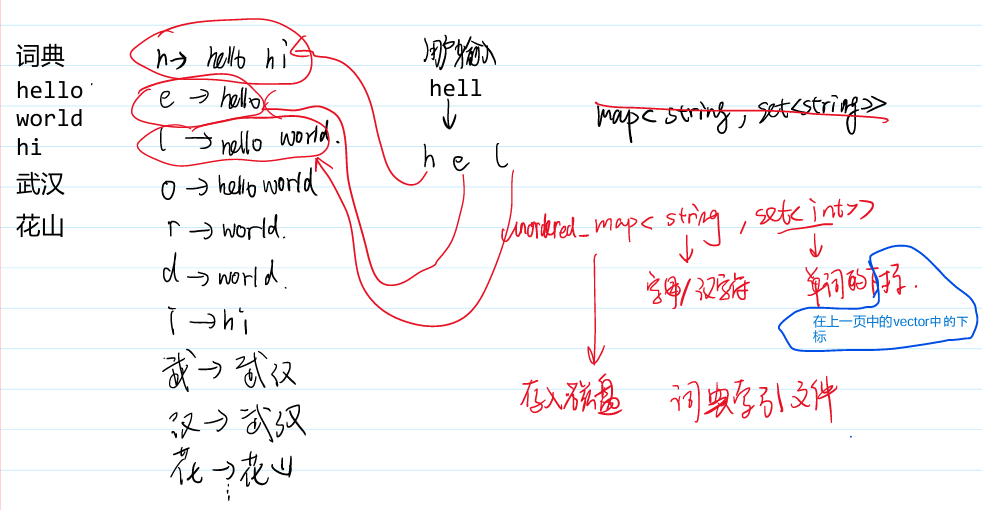 词典
hello
world
hi
武汉
花山
h→ hello hi
e → hello
l → hello world.
o → hello world
r → world.
d → world.
i → hi
武 → 武汉
汉 → 武汉
花 → 花山
⋮
用户输入
hell
↓
h e l
map< string, set<string>>
unordered_map< string, set<int>>
字母/汉字符
单词的下标.
在上一页中的vector中的下
标
存入磁盘 词典索引文件